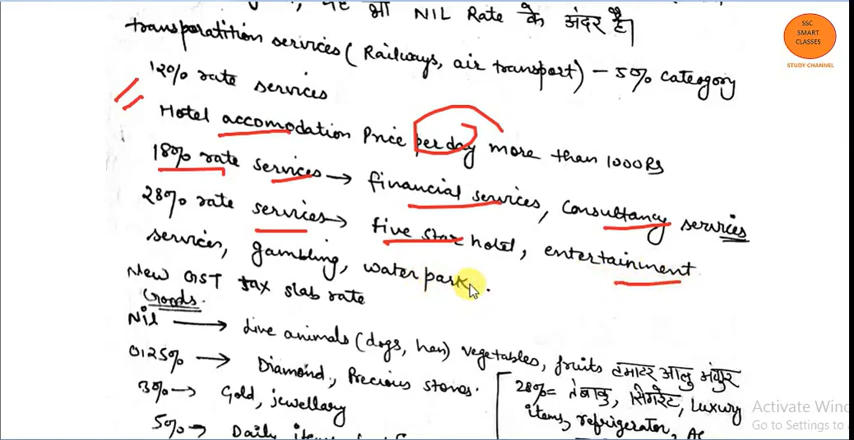 यह भी NIL Rate के अंदर है।
transporatition services (Railways, air transport) - 5% category
12% rate services
Hotel accomodation Price per day more than 1000 Rs
18% rate services → financial services, consultancy services
28% rate services → five star hotel, entertainment
services, gambling, water park.
New GST tax slab rate
Goods.
Nil → Live animals (dogs, hen) vegetables, fruits टमाटर आलु अंगुर
0.25% → Diamond, Precious stones.
3% → Gold, jewellary
5% → Daily items
28% = तंबाकु, सिगरेट, Luxury
items, refrigerator, AC
SSC
SMART
CLASSES
STUDY CHANNEL
Activate Wind
Go to Settings to a